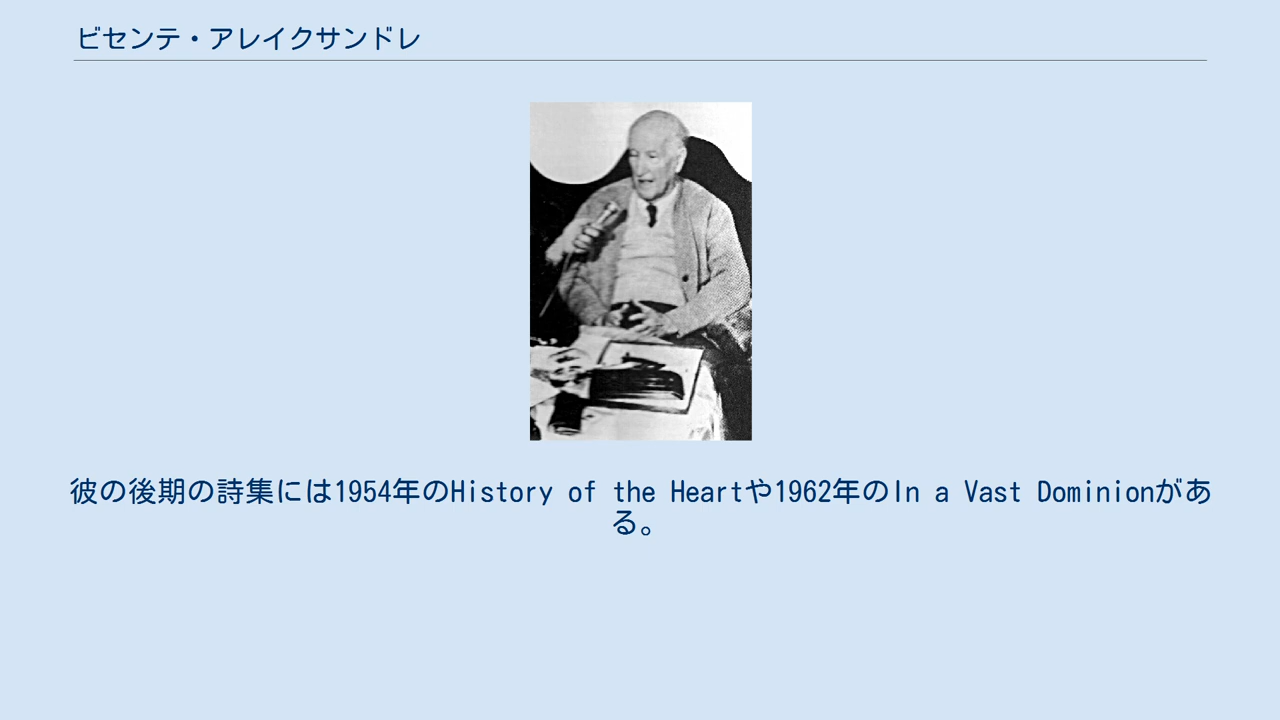 ビセンテ・アレイクサンドレ
彼の後期の詩集には1954年のHistory of the Heartや1962年のIn a Vast Dominionがあ
る。